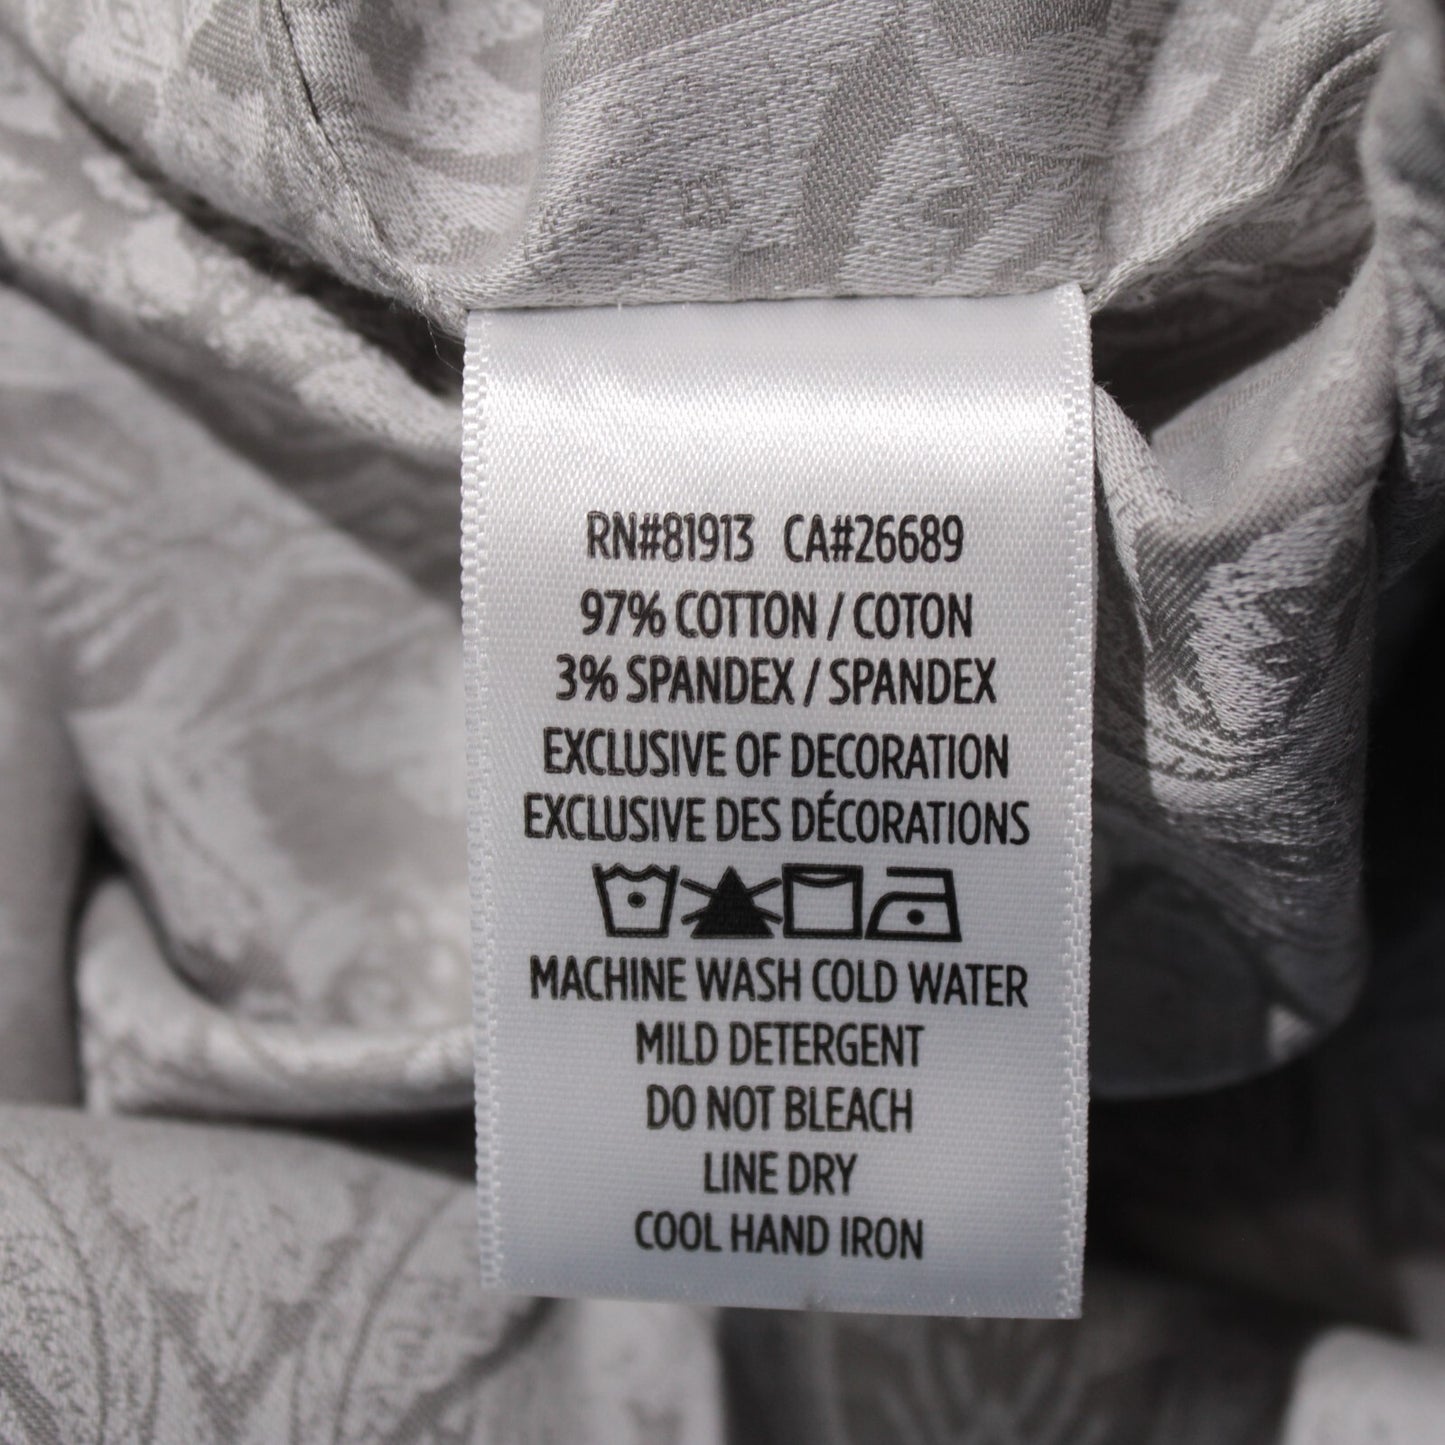 RN#81913 CA#26689
97% COTTON / COTON
3% SPANDEX / SPANDEX
EXCLUSIVE OF DECORATION
EXCLUSIVE DES DÉCORATIONS
MACHINE WASH COLD WATER
MILD DETERGENT
DO NOT BLEACH
LINE DRY
COOL HAND IRON